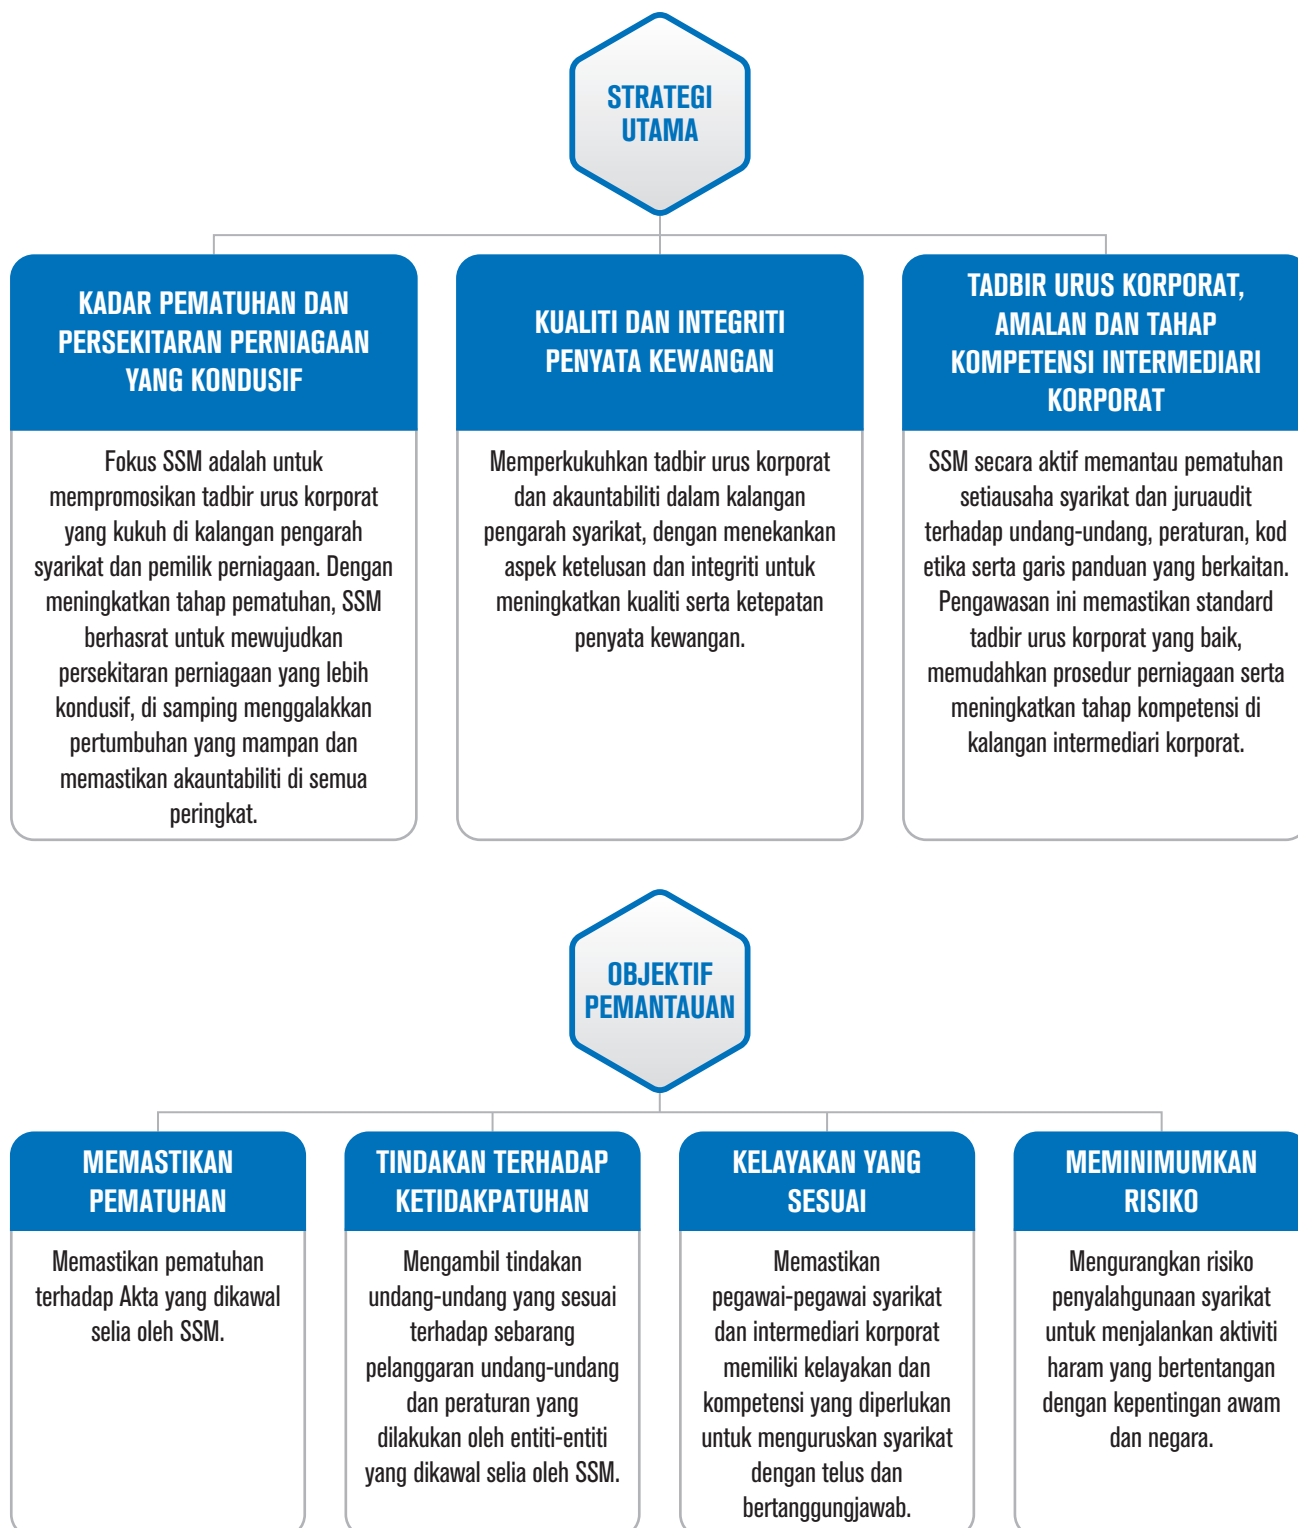 STRATEGI
UTAMA
KADAR PEMATUHAN DAN
PERSEKITARAN PERNIAGAAN
YANG KONDUSIF
Fokus SSM adalah untuk
mempromosikan tadbir urus korporat
yang kukuh di kalangan pengarah
syarikat dan pemilik perniagaan. Dengan
meningkatkan tahap pematuhan, SSM
berhasrat untuk mewujudkan
persekitaran perniagaan yang lebih
kondusif, di samping menggalakkan
pertumbuhan yang mampan dan
memastikan akauntabiliti di semua
peringkat.
KUALITI DAN INTEGRITI
PENYATA KEWANGAN
Memperkukuhkan tadbir urus korporat
dan akauntabiliti dalam kalangan
pengarah syarikat, dengan menekankan
aspek ketelusan dan integriti untuk
meningkatkan kualiti serta ketepatan
penyata kewangan.
TADBIR URUS KORPORAT,
AMALAN DAN TAHAP
KOMPETENSI INTERMEDIARI
KORPORAT
SSM secara aktif memantau pematuhan
setiausaha syarikat dan juruaudit
terhadap undang-undang, peraturan, kod
etika serta garis panduan yang berkaitan.
Pengawasan ini memastikan standard
tadbir urus korporat yang baik,
memudahkan prosedur perniagaan serta
meningkatkan tahap kompetensi di
kalangan intermediari korporat.
OBJEKTIF
PEMANTAUAN
MEMASTIKAN
PEMATUHAN
Memastikan pematuhan
terhadap Akta yang dikawal
selia oleh SSM.
TINDAKAN TERHADAP
KETIDAKPATUHAN
Mengambil tindakan
undang-undang yang sesuai
terhadap sebarang
pelanggaran undang-undang
dan peraturan yang
dilakukan oleh entiti-entiti
yang dikawal selia oleh SSM.
KELAYAKAN YANG
SESUAI
Memastikan
pegawai-pegawai syarikat
dan intermediari korporat
memiliki kelayakan dan
kompetensi yang diperlukan
untuk menguruskan syarikat
dengan telus dan
bertanggungjawab.
MEMINIMUMKAN
RISIKO
Mengurangkan risiko
penyalahgunaan syarikat
untuk menjalankan aktiviti
haram yang bertentangan
dengan kepentingan awam
dan negara.